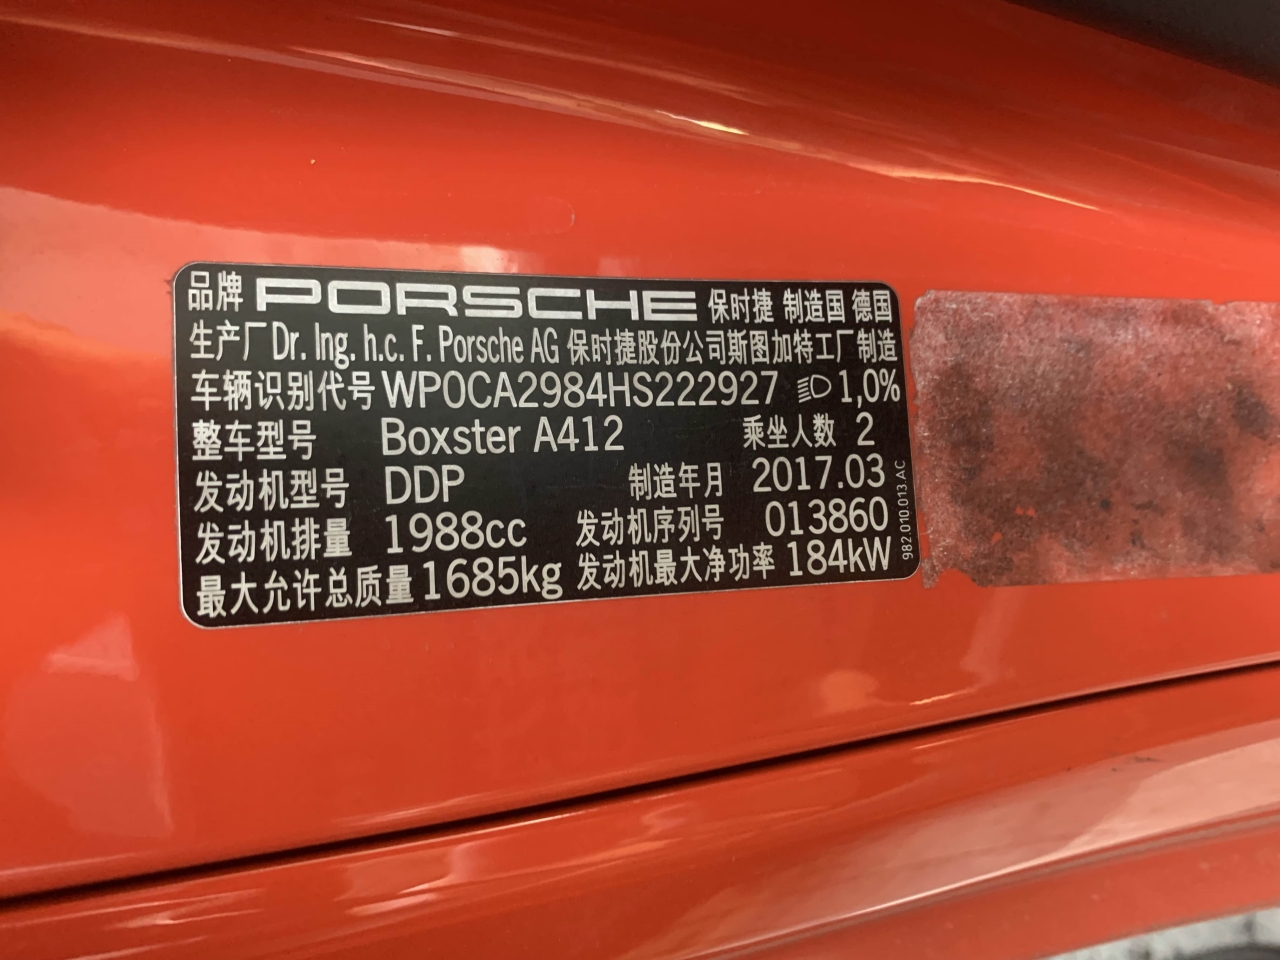 品牌 PORSCHE 保时捷 制造国 德国
生产厂 Dr. Ing. h.c. F. Porsche AG 保时捷股份公司斯图加特工厂制造
车辆识别代号 WP0CA2984HS222927 1,0%
整车型号 Boxster A412 乘坐人数 2
发动机型号 DDP 制造年月 2017.03
发动机排量 1988cc 发动机序列号 013860
最大允许总质量 1685kg 发动机最大净功率 184kW
982.010.013.AC